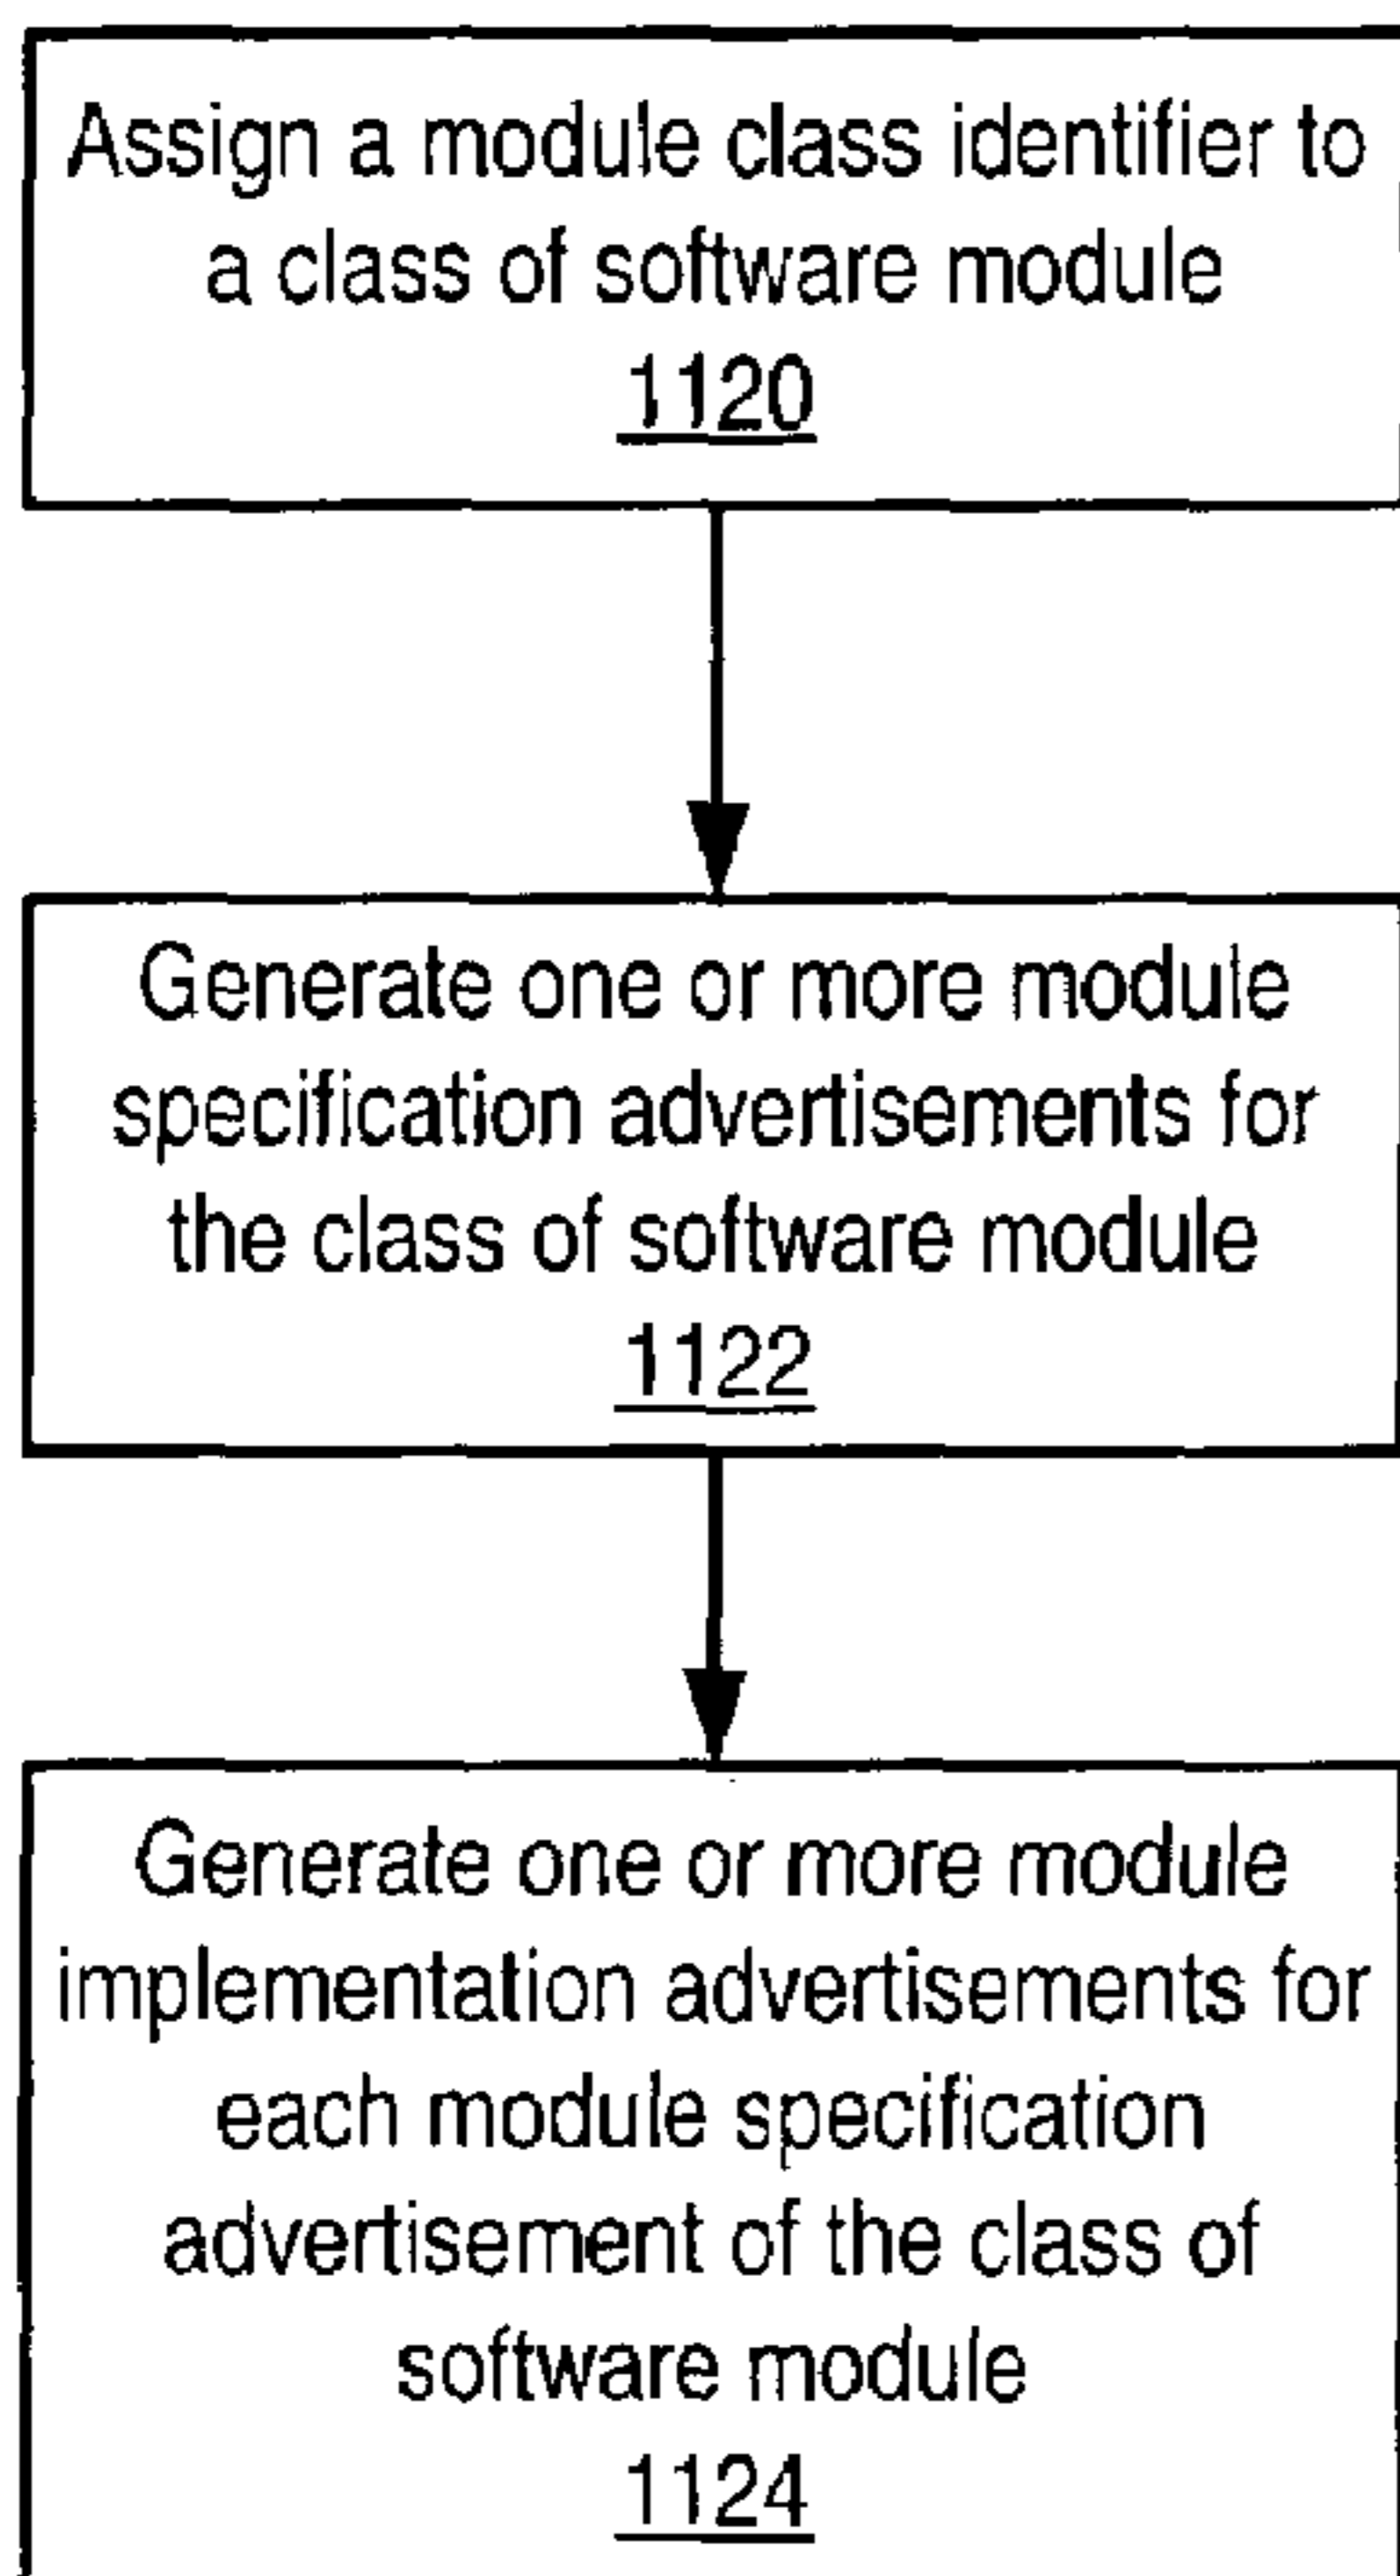 Assign a module class identifier to
a class of software module
1120
Generate one or more module
specification advertisements for
the class of software module
1122
Generate one or more module
implementation advertisements for
each module specification
advertisement of the class of
software module
1124